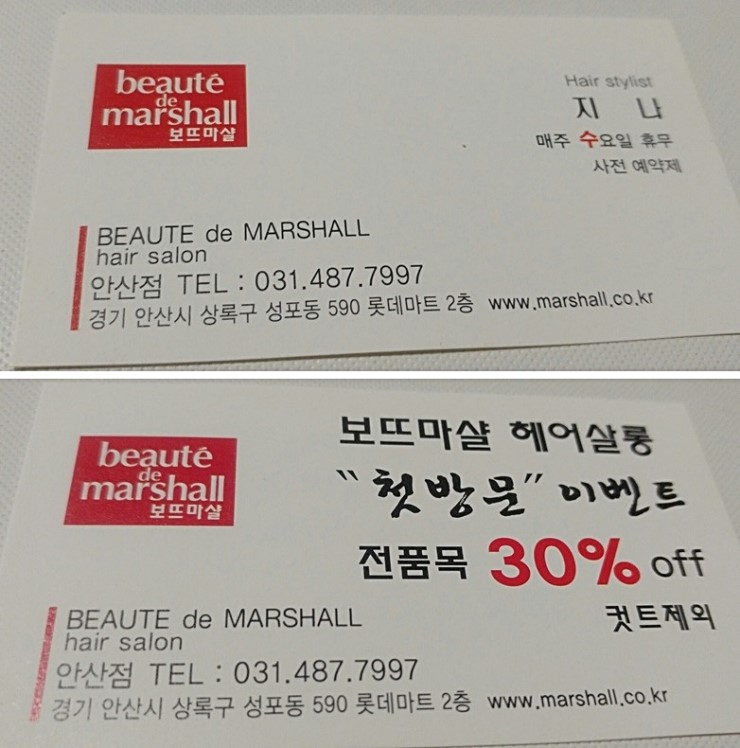 beauté
de
marshall
보뜨마샬
Hair stylist
지 나
매주 수요일 휴무
사전 예약제
BEAUTE de MARSHALL
hair salon
안산점 TEL : 031.487.7997
경기 안산시 상록구 성포동 590 롯데마트 2층 www.marshall.co.kr
beauté
de
marshall
보뜨마샬
보뜨마샬 헤어살롱
“첫방문” 이벤트
전품목 30% off
컷트제외
BEAUTE de MARSHALL
hair salon
안산점 TEL : 031.487.7997
경기 안산시 상록구 성포동 590 롯데마트 2층 www.marshall.co.kr